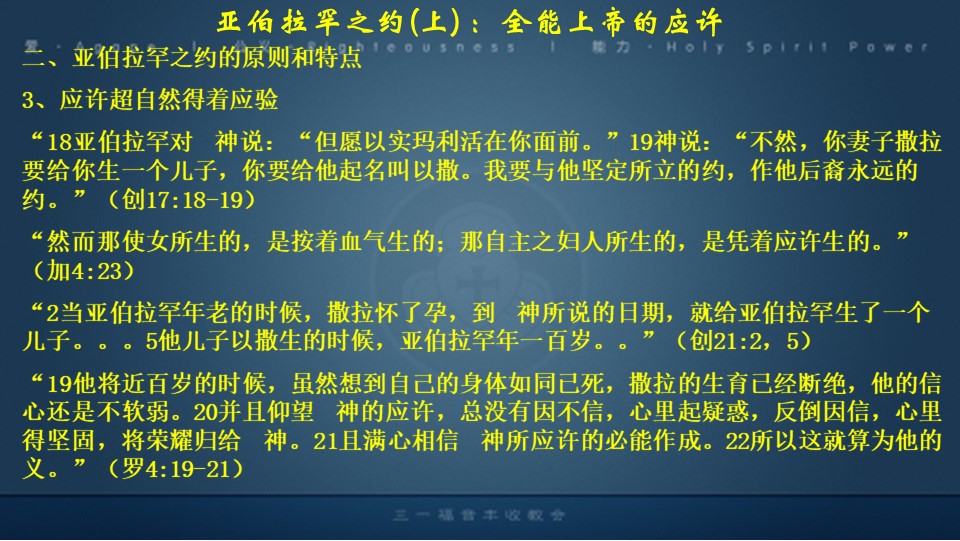 亚伯拉罕之约(上)：全能上帝的应许
爱·Agape | Righteousness | 能力·Holy Spirit Power
二、亚伯拉罕之约的原则和特点
3、应许超自然得着应验
“18亚伯拉罕对　神说：“但愿以实玛利活在你面前。”19神说：“不然，你妻子撒拉
要给你生一个儿子，你要给他起名叫以撒。我要与他坚定所立的约，作他后裔永远的
约。”（创17:18-19）
“然而那使女所生的，是按着血气生的；那自主之妇人所生的，是凭着应许生的。”
（加4:23）
“2当亚伯拉罕年老的时候，撒拉怀了孕，到　神所说的日期，就给亚伯拉罕生了一个
儿子。。。5他儿子以撒生的时候，亚伯拉罕年一百岁。。”（创21:2，5）
“19他将近百岁的时候，虽然想到自己的身体如同已死，撒拉的生育已经断绝，他的信
心还是不软弱。20并且仰望　神的应许，总没有因不信，心里起疑惑，反倒因信，心里
得坚固，将荣耀归给　神。21且满心相信　神所应许的必能作成。22所以这就算为他的
义。”（罗4:19-21）
三一福音丰收教会